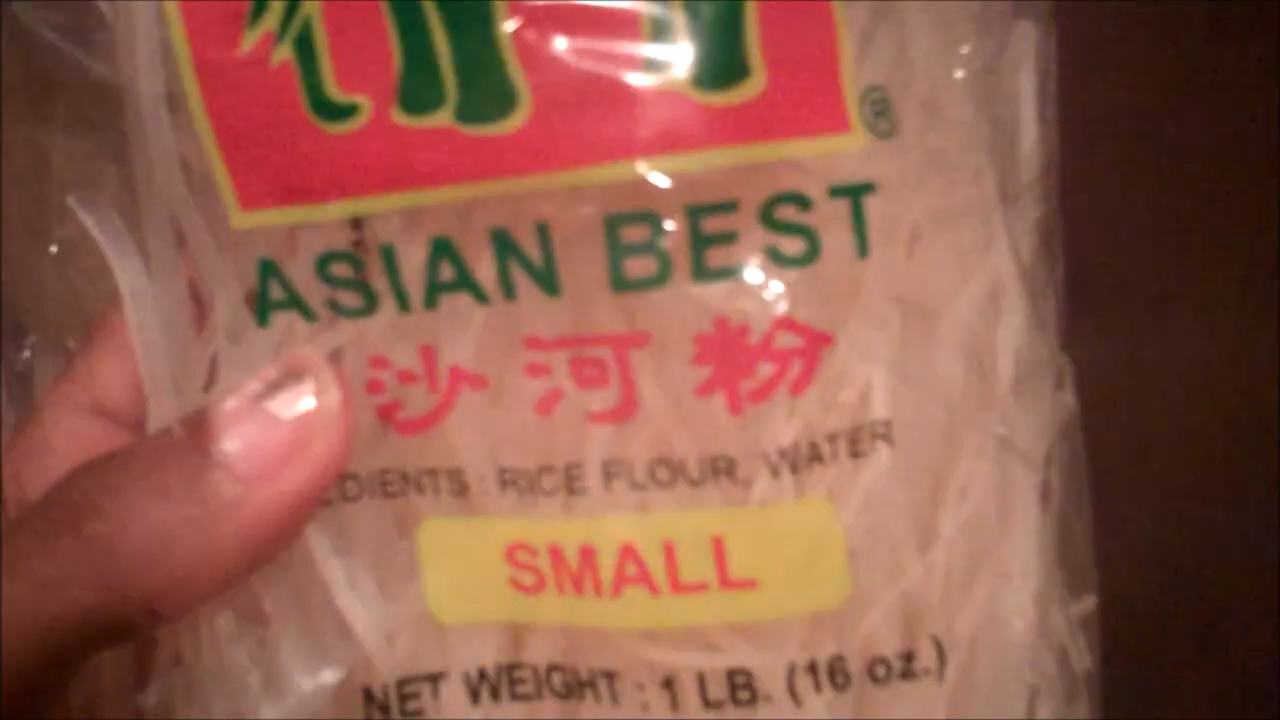 ®
ASIAN BEST
沙河粉
EDIENTS : RICE FLOUR, WATER
SMALL
NET WEIGHT : 1 LB. (16 oz.)